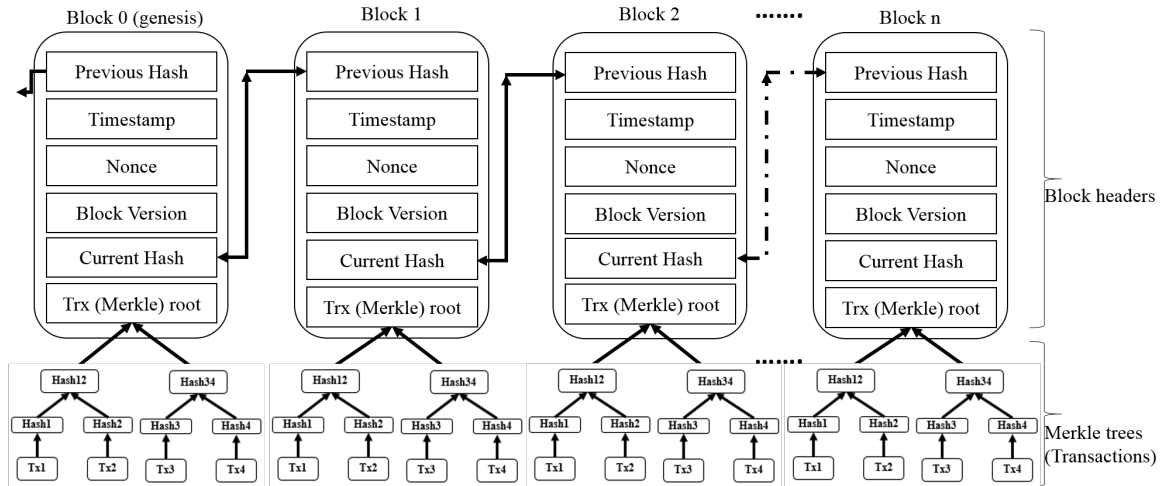 Block 0 (genesis)
Previous Hash
Timestamp
Nonce
Block Version
Current Hash
Trx (Merkle) root
Block 1
Previous Hash
Timestamp
Nonce
Block Version
Current Hash
Trx (Merkle) root
Block 2
Previous Hash
Timestamp
Nonce
Block Version
Current Hash
Trx (Merkle) root
Block n
Previous Hash
Timestamp
Nonce
Block Version
Current Hash
Trx (Merkle) root
Block headers
Hash12 Hash34
Hash1 Hash2 Hash3 Hash4
Tx1 Tx2 Tx3 Tx4
Hash12 Hash34
Hash1 Hash2 Hash3 Hash4
Tx1 Tx2 Tx3 Tx4
Hash12 Hash34
Hash1 Hash2 Hash3 Hash4
Tx1 Tx2 Tx3 Tx4
Hash12 Hash34
Hash1 Hash2 Hash3 Hash4
Tx1 Tx2 Tx3 Tx4
Merkle trees
(Transactions)